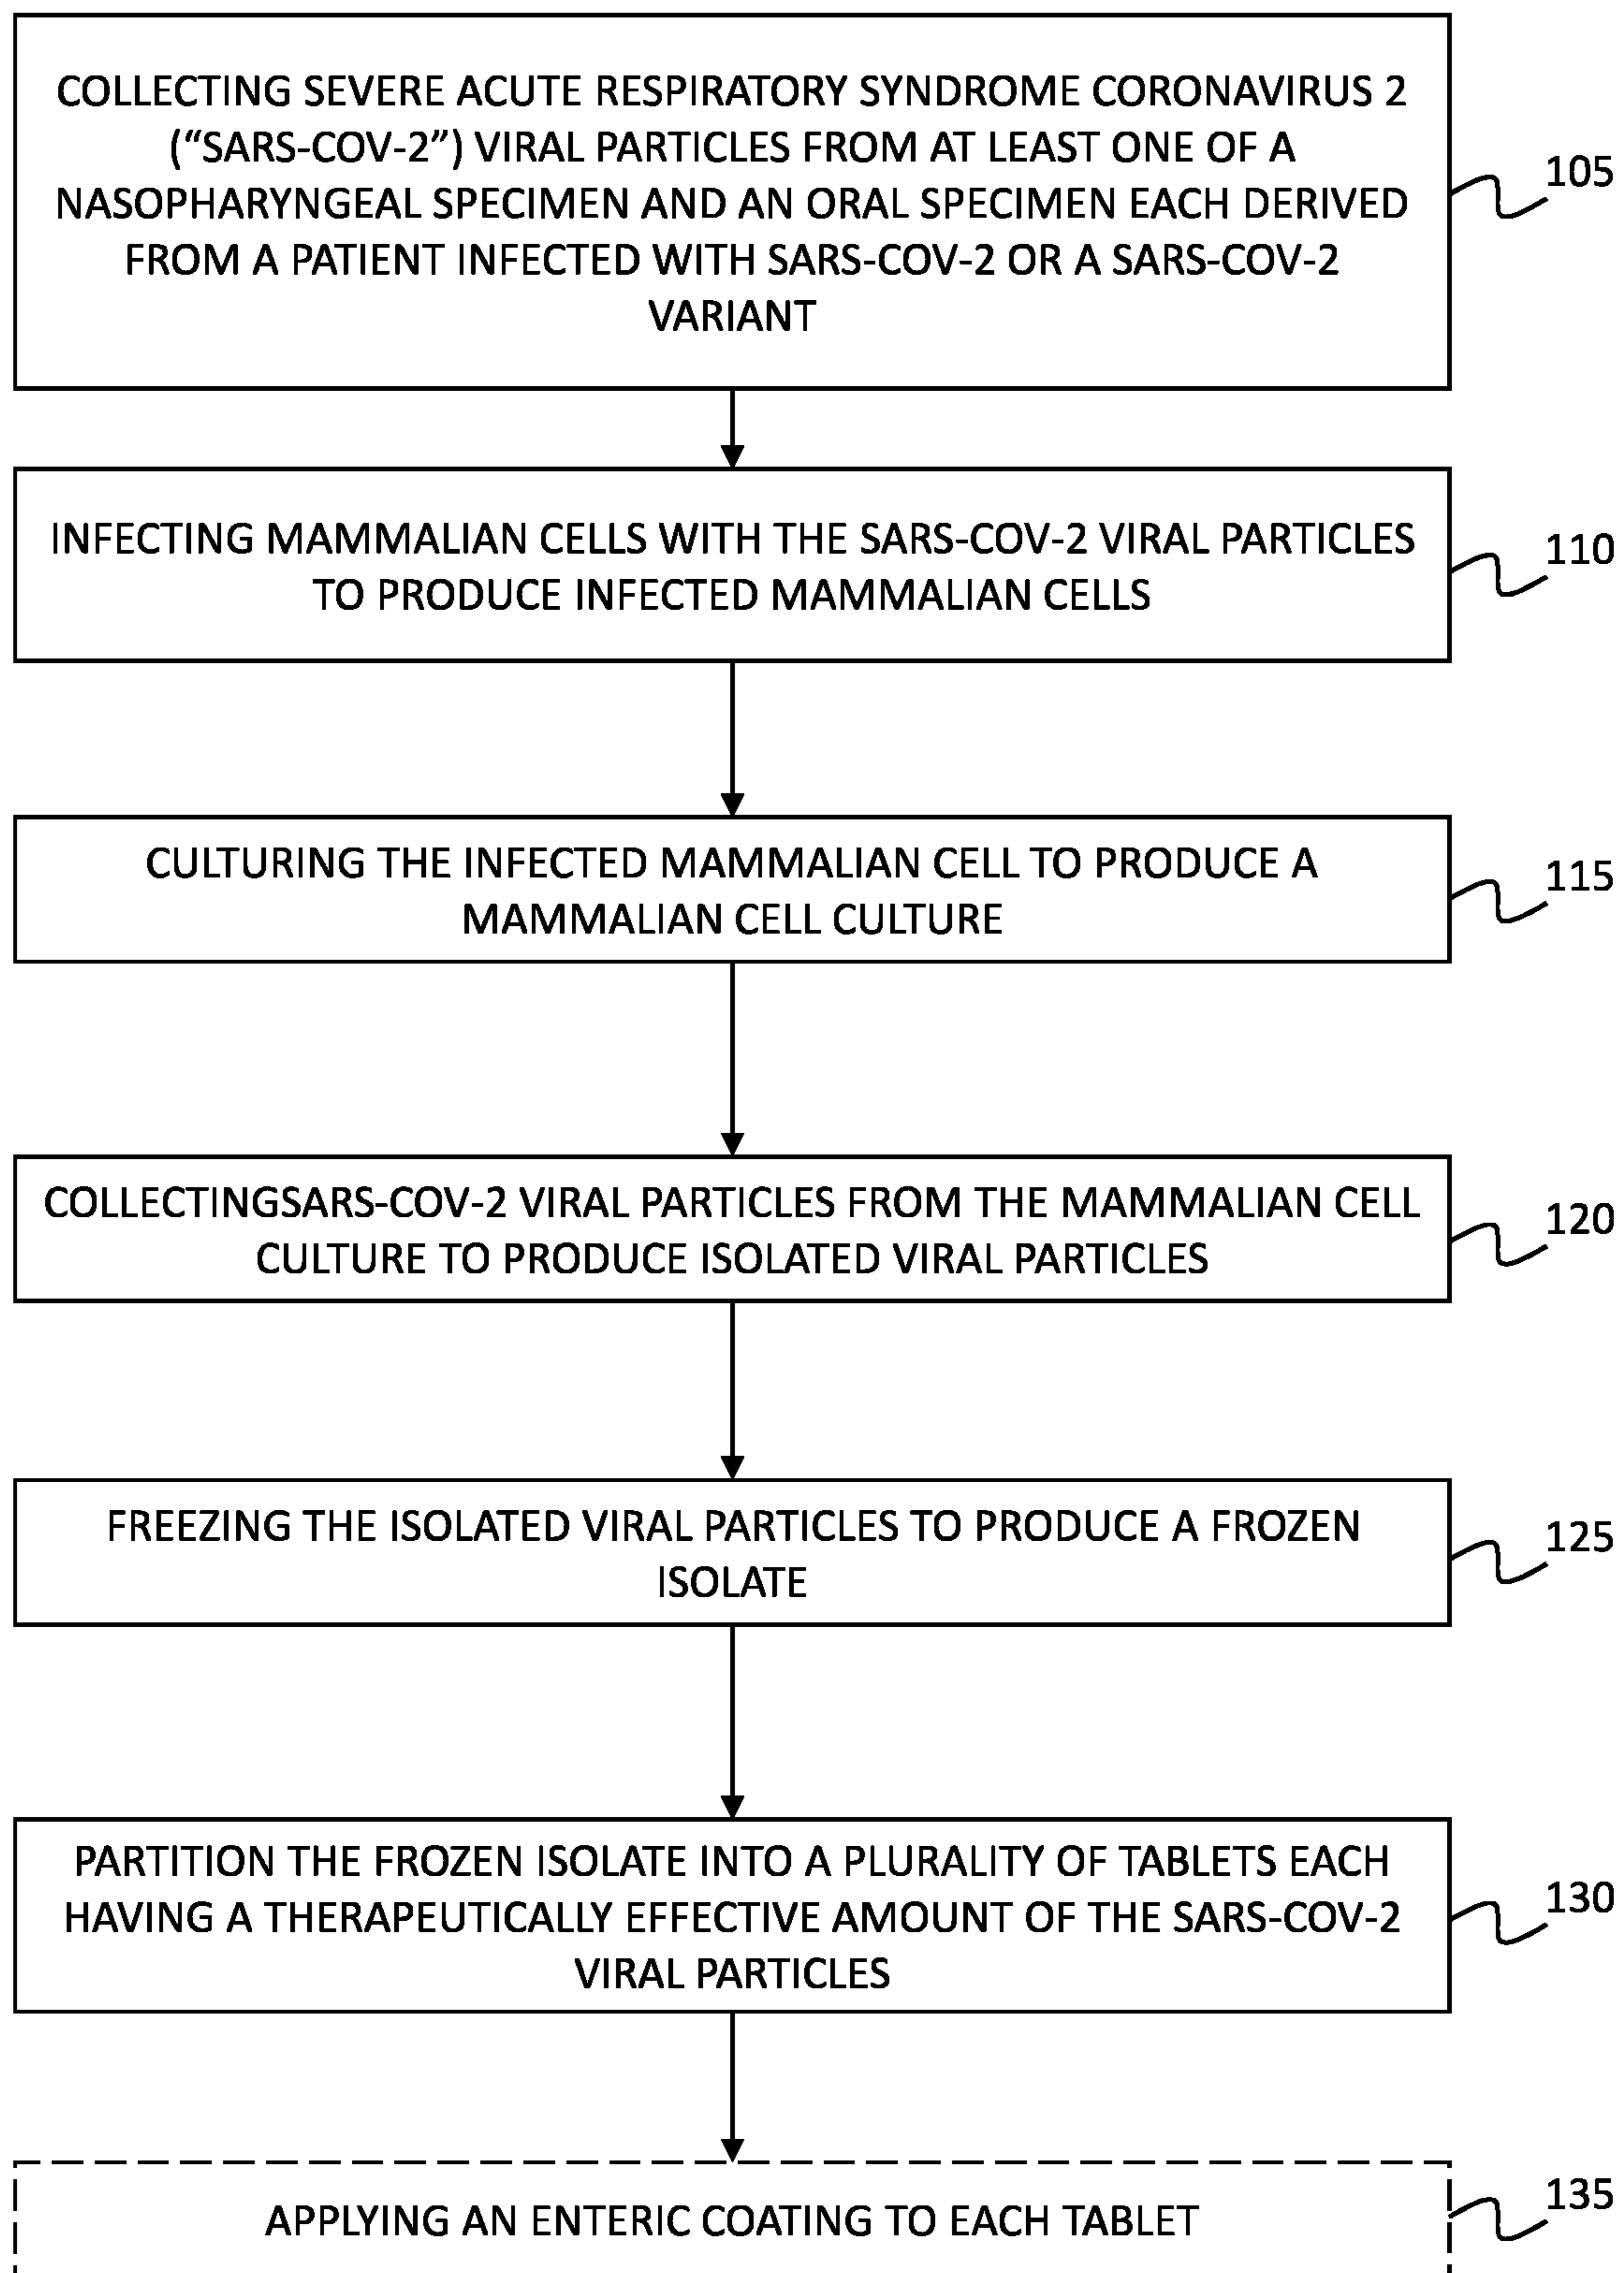 COLLECTING SEVERE ACUTE RESPIRATORY SYNDROME CORONAVIRUS 2
(“SARS-COV-2”) VIRAL PARTICLES FROM AT LEAST ONE OF A
NASOPHARYNGEAL SPECIMEN AND AN ORAL SPECIMEN EACH DERIVED
FROM A PATIENT INFECTED WITH SARS-COV-2 OR A SARS-COV-2
VARIANT
105
INFECTING MAMMALIAN CELLS WITH THE SARS-COV-2 VIRAL PARTICLES
TO PRODUCE INFECTED MAMMALIAN CELLS
110
CULTURING THE INFECTED MAMMALIAN CELL TO PRODUCE A
MAMMALIAN CELL CULTURE
115
COLLECTINGSARS-COV-2 VIRAL PARTICLES FROM THE MAMMALIAN CELL
CULTURE TO PRODUCE ISOLATED VIRAL PARTICLES
120
FREEZING THE ISOLATED VIRAL PARTICLES TO PRODUCE A FROZEN
ISOLATE
125
PARTITION THE FROZEN ISOLATE INTO A PLURALITY OF TABLETS EACH
HAVING A THERAPEUTICALLY EFFECTIVE AMOUNT OF THE SARS-COV-2
VIRAL PARTICLES
130
APPLYING AN ENTERIC COATING TO EACH TABLET
135